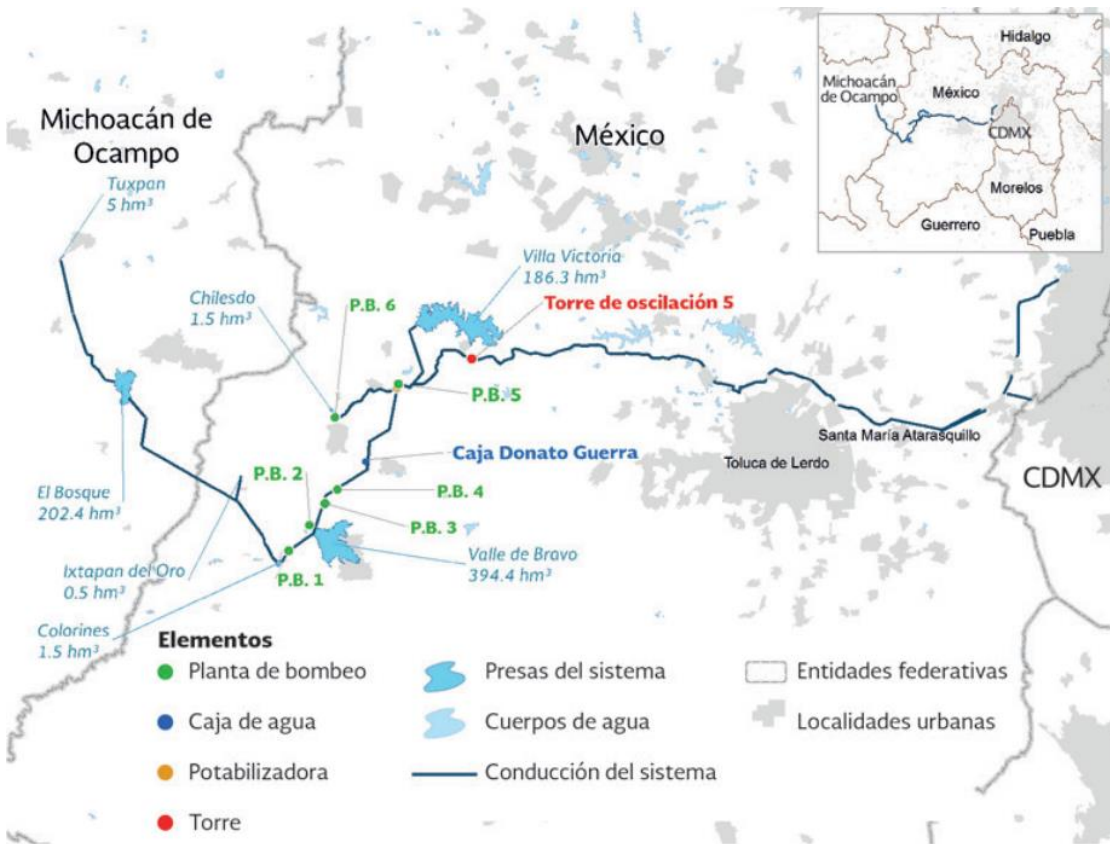 Michoacán de
Ocampo
México
Tuxpan
5 hm³
Villa Victoria
186.3 hm³
Chilesdo
1.5 hm³
P.B. 6
Torre de oscilación 5
P.B. 5
Santa María Atarasquillo
Caja Donato Guerra
Toluca de Lerdo
CDMX
P.B. 2
P.B. 4
El Bosque
202.4 hm³
P.B. 3
Valle de Bravo
394.4 hm³
Ixtapan del Oro
0.5 hm³
P.B. 1
Colorines
1.5 hm³
Hidalgo
Michoacán
de Ocampo
México
CDMX
Morelos
Guerrero
Puebla
Elementos
Planta de bombeo
Caja de agua
Potabilizadora
Torre
Presas del sistema
Cuerpos de agua
Conducción del sistema
Entidades federativas
Localidades urbanas